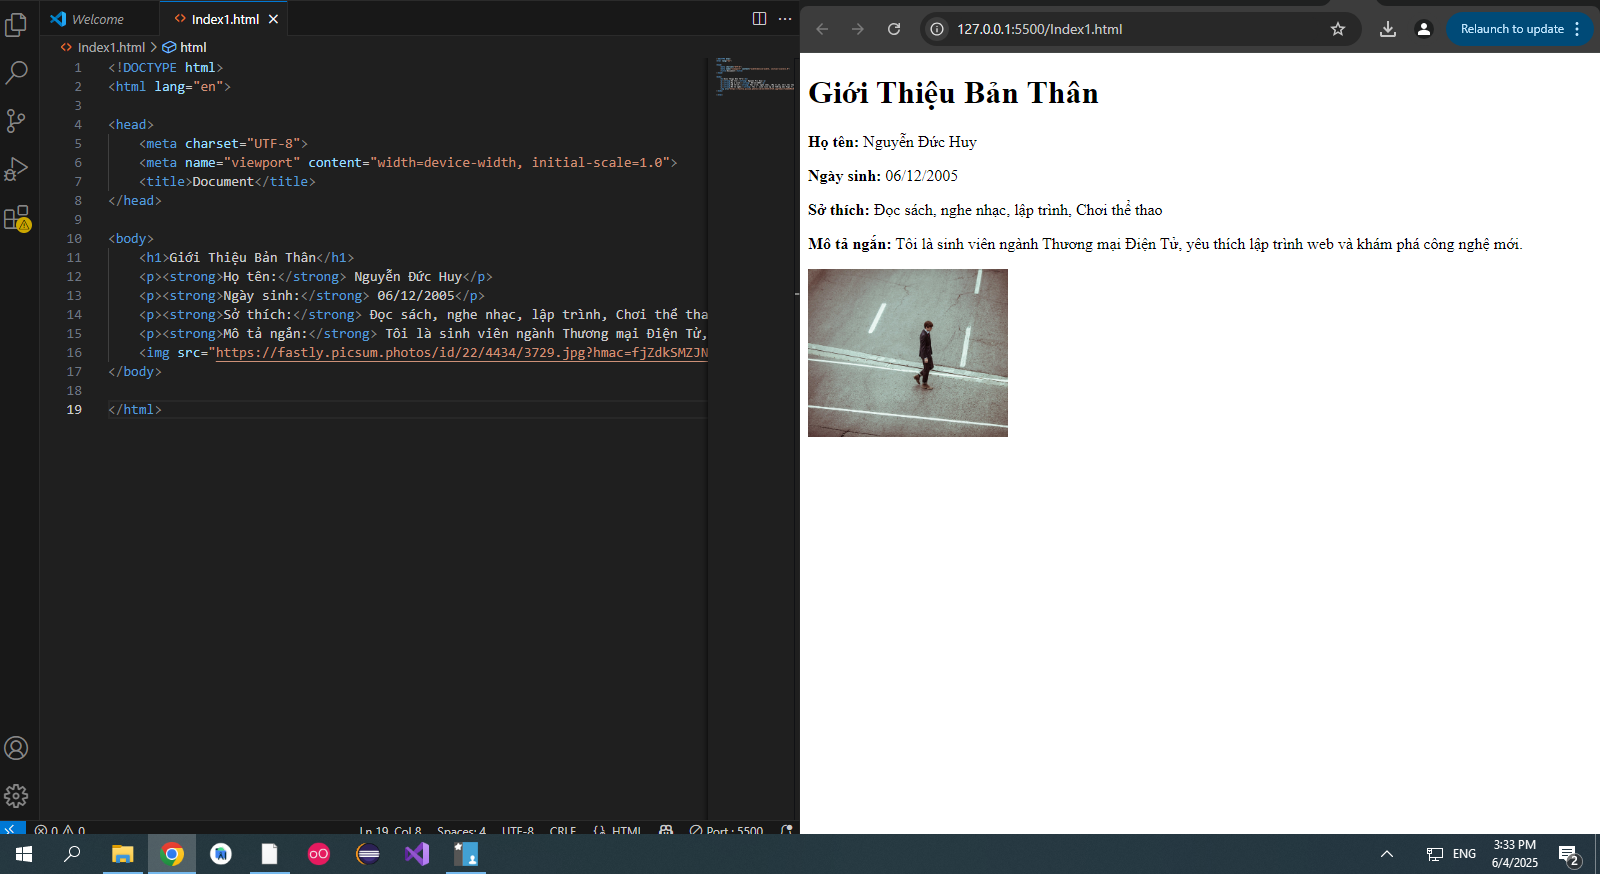 Welcome
<> Index1.html ×
<> Index1.html > html
1 <!DOCTYPE html>
2 <html lang="en">
3
4 <head>
5 <meta charset="UTF-8">
6 <meta name="viewport" content="width=device-width, initial-scale=1.0">
7 <title>Document</title>
8 </head>
9
10 <body>
11 <h1>Giới Thiệu Bản Thân</h1>
12 <p><strong>Họ tên:</strong> Nguyễn Đức Huy</p>
13 <p><strong>Ngày sinh:</strong> 06/12/2005</p>
14 <p><strong>Sở thích:</strong> Đọc sách, nghe nhạc, lập trình, Chơi thể tha
15 <p><strong>Mô tả ngắn:</strong> Tôi là sinh viên ngành Thương mại Điện Tử,
16 <img src="https://fastly.picsum.photos/id/22/4434/3729.jpg?hmac=fjZdkSMZJN
17 </body>
18
19 </html>
0 0
Ln 19, Col 8 Spaces: 4 UTF-8 CRLF {} HTML Port : 5500
127.0.0.1:5500/Index1.html
Relaunch to update
Giới Thiệu Bản Thân
Họ tên: Nguyễn Đức Huy
Ngày sinh: 06/12/2005
Sở thích: Đọc sách, nghe nhạc, lập trình, Chơi thể thao
Mô tả ngắn: Tôi là sinh viên ngành Thương mại Điện Tử, yêu thích lập trình web và khám phá công nghệ mới.
ENG
3:33 PM
6/4/2025
2